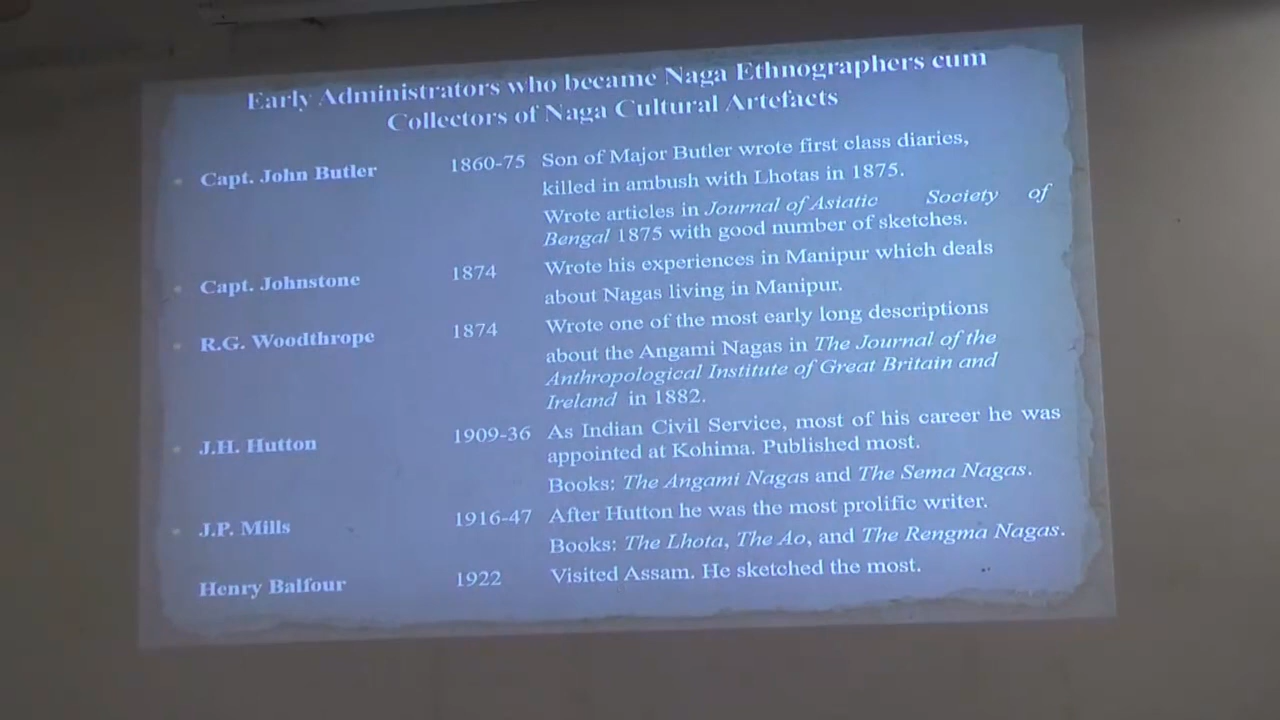 Early Administrators who became Naga Ethnographers cum
Collectors of Naga Cultural Artefacts
Capt. John Butler 1860-75 Son of Major Butler wrote first class diaries,
killed in ambush with Lhotas in 1875.
Wrote articles in Journal of Asiatic Society of
Bengal 1875 with good number of sketches.
Capt. Johnstone 1874 Wrote his experiences in Manipur which deals
about Nagas living in Manipur.
R.G. Woodthrope 1874 Wrote one of the most early long descriptions
about the Angami Nagas in The Journal of the
Anthropological Institute of Great Britain and
Ireland in 1882.
J.H. Hutton 1909-36 As Indian Civil Service, most of his career he was
appointed at Kohima. Published most.
Books: The Angami Nagas and The Sema Nagas.
J.P. Mills 1916-47 After Hutton he was the most prolific writer.
Books: The Lhota, The Ao, and The Rengma Nagas.
Henry Balfour 1922 Visited Assam. He sketched the most.